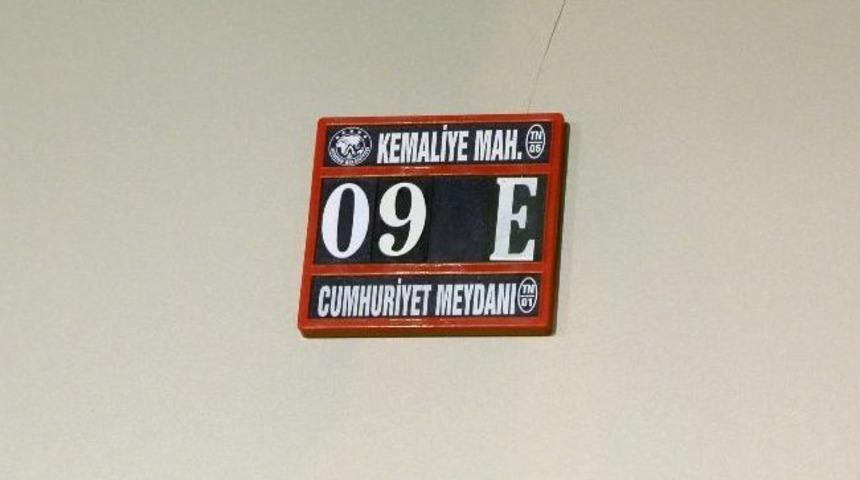 KEMALİYE MAH. TN 05
09 E
CUMHURİYET MEYDANI TN 01